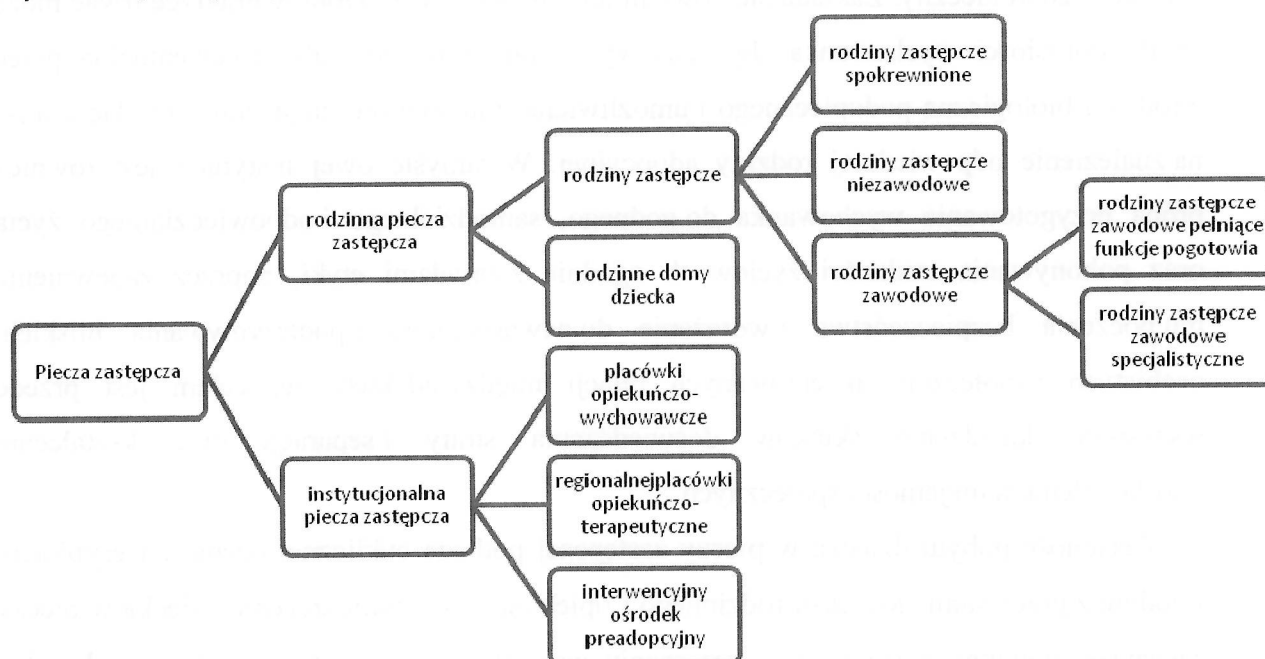 Piecza zastępcza
rodzinna piecza
zastępcza
instytucjonalna
piecza zastępcza
rodziny zastępcze
rodzinne domy
dziecka
placówki
opiekuńczo-
wychowawcze
regionalnejplacówki
opiekuńczo-
terapeutyczne
interwencyjny
ośrodek
preadopcyjny
rodziny zastępcze
spokrewnione
rodziny zastępcze
niezawodowe
rodziny zastępcze
zawodowe
rodziny zastępcze
zawodowe pełniące
funkcje pogotowia
rodziny zastępcze
zawodowe
specjalistyczne